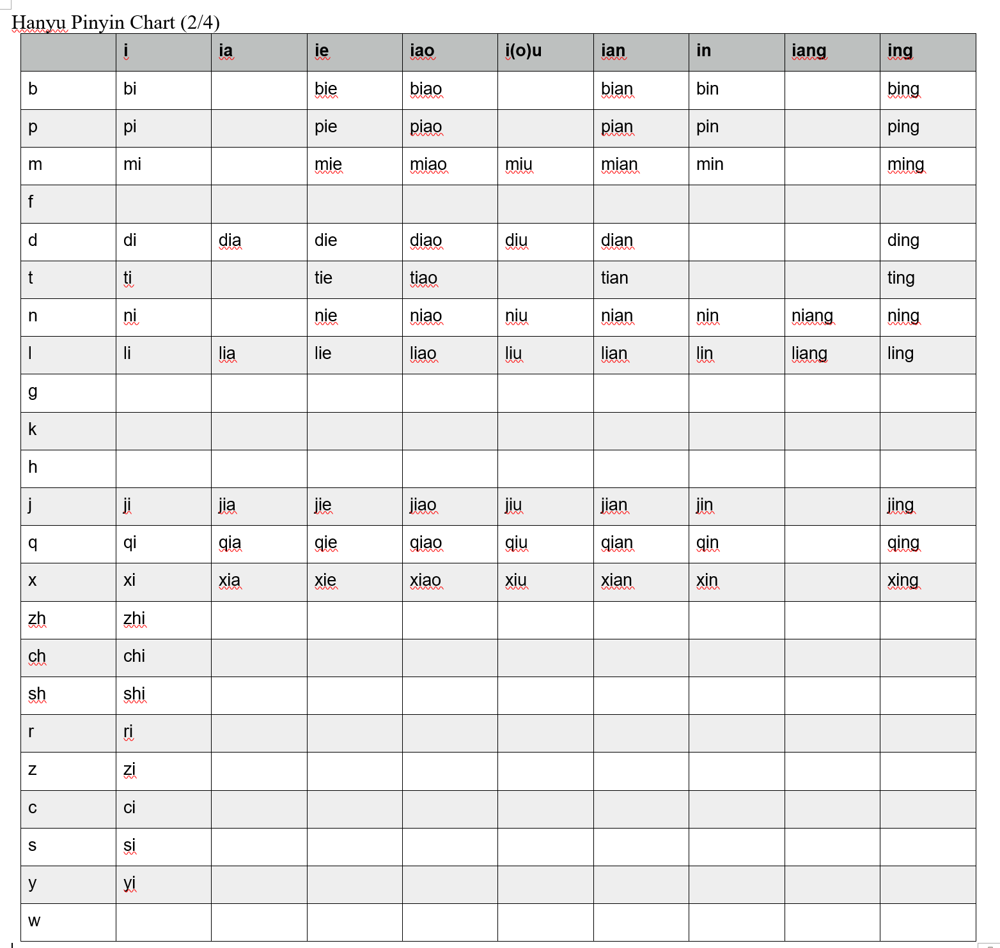 Hanyu Pinyin Chart (2/4)
i ia ie iao i(o)u ian in iang ing
b bi bie biao bian bin bing
p pi pie piao pian pin ping
m mi mie miao miu mian min ming
f
d di dia die diao diu dian ding
t ti tie tiao tian ting
n ni nie niao niu nian nin niang ning
l li lia lie liao liu lian lin liang ling
g
k
h
j ji jia jie jiao jiu jian jin jing
q qi qia qie qiao qiu qian qin qing
x xi xia xie xiao xiu xian xin xing
zh zhi
ch chi
sh shi
r ri
z zi
c ci
s si
y yi
w